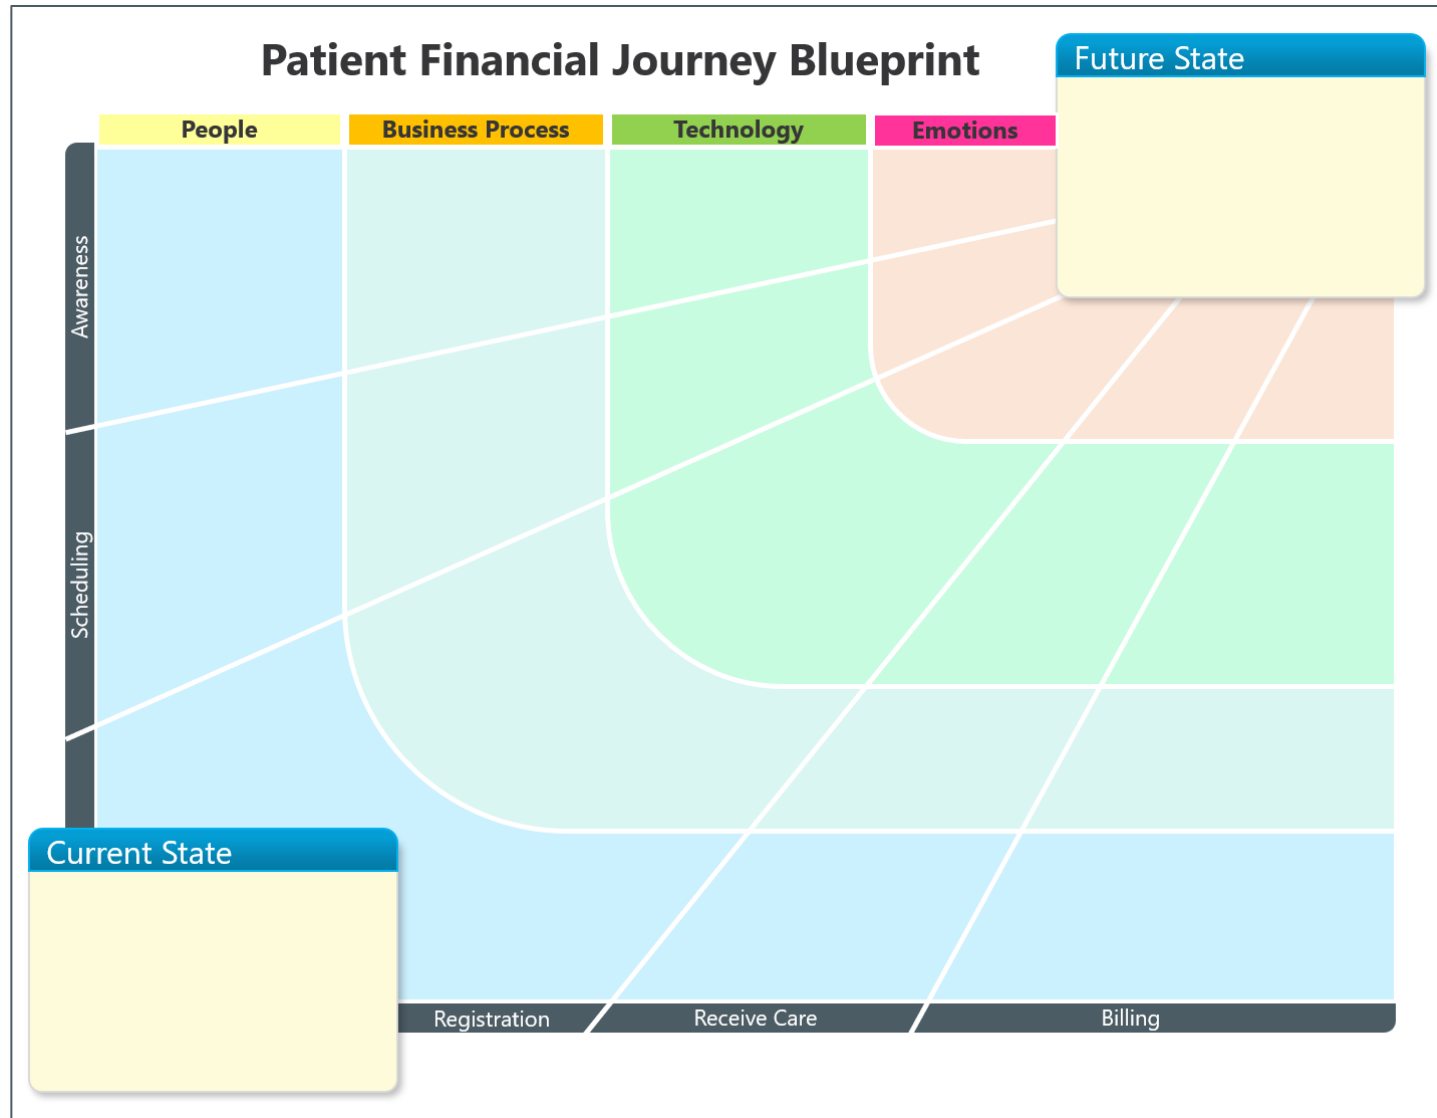 Patient Financial Journey Blueprint
Future State
People
Business Process
Technology
Emotions
Awareness
Scheduling
Current State
Registration
Receive Care
Billing